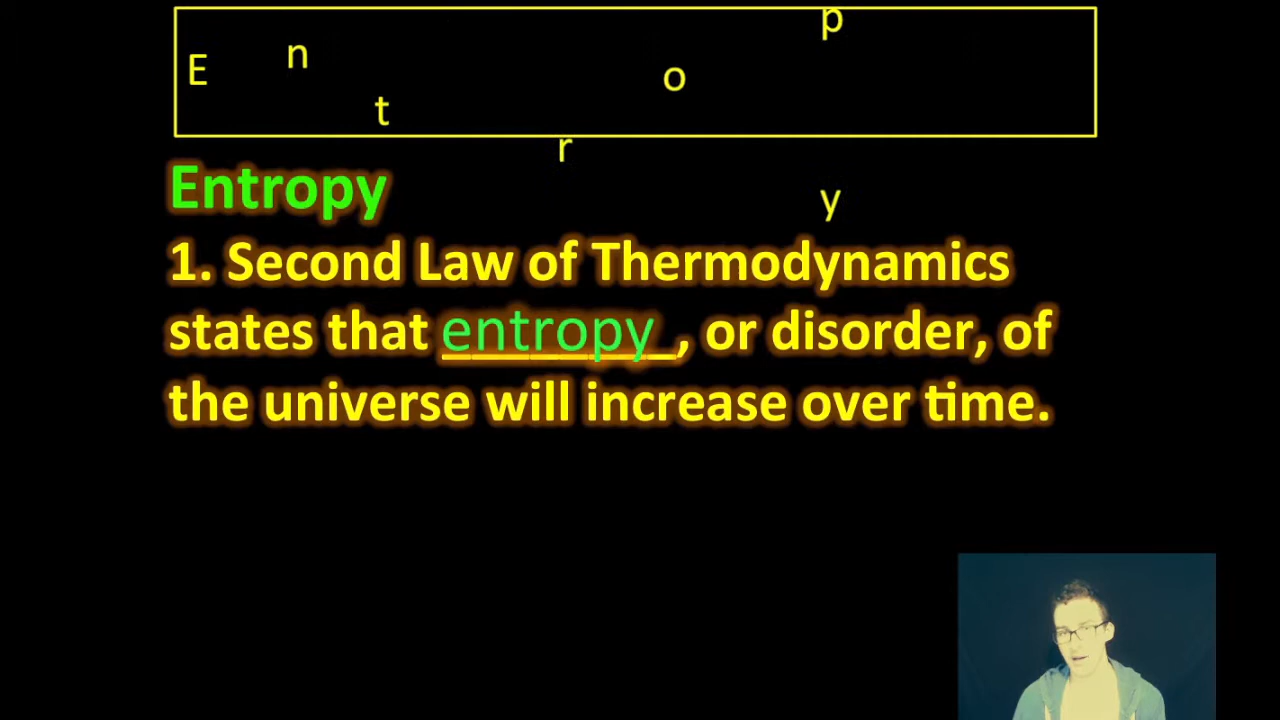 E n t r o p y
Entropy
1. Second Law of Thermodynamics
states that entropy, or disorder, of
the universe will increase over time.